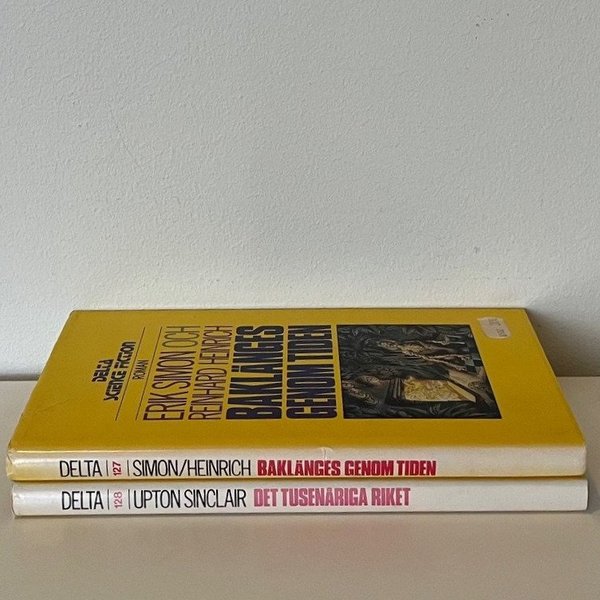 DELTA
SCIENCE FICTION
ROMAN
ERIK SIMON OCH
REINHARD HEINRICH
BAKLÄNGES
GENOM TIDEN
DELTA 127 SIMON/HEINRICH BAKLÄNGES GENOM TIDEN
DELTA 128 UPTON SINCLAIR DET TUSENÅRIGA RIKET